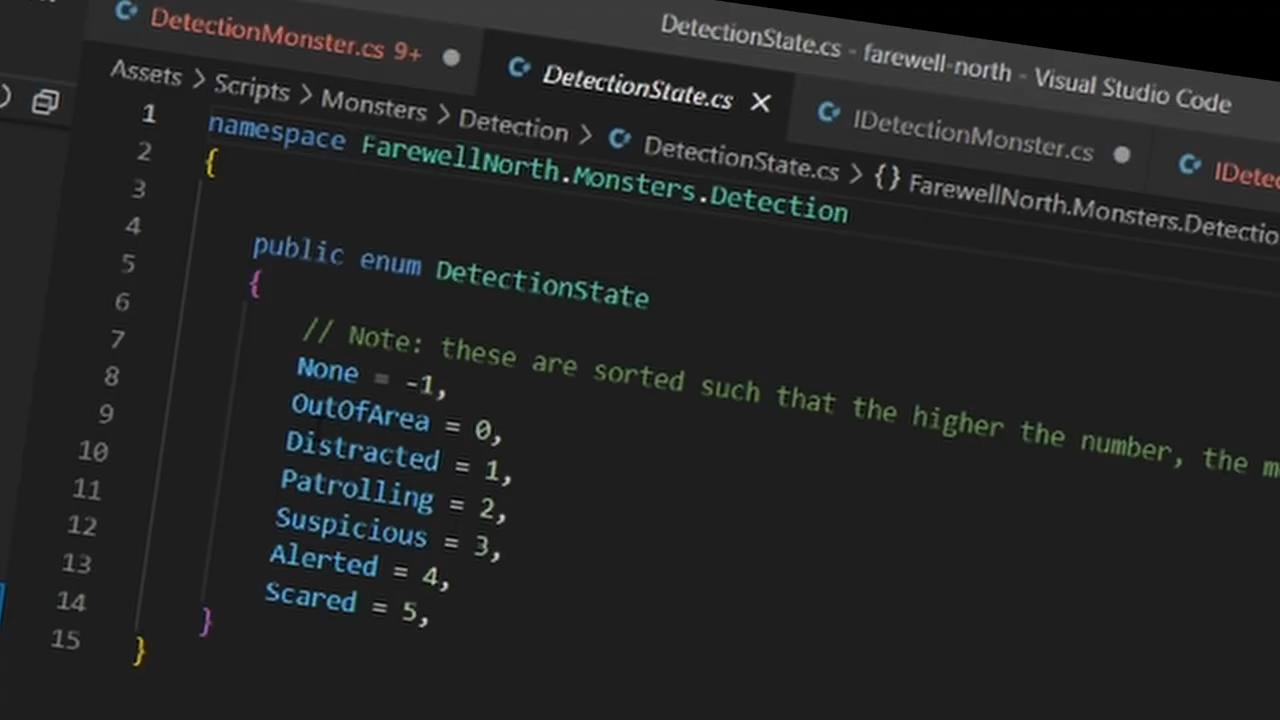 DetectionState.cs - farewell-north - Visual Studio Code
DetectionMonster.cs 9+
DetectionState.cs
IDetectionMonster.cs
Assets > Scripts > Monsters > Detection > DetectionState.cs > {} FarewellNorth.Monsters.Detectio
1 namespace FarewellNorth.Monsters.Detection
2 {
3
4 public enum DetectionState
5 {
6 // Note: these are sorted such that the higher the number, the m
7 None = -1,
8 OutOfArea = 0,
9 Distracted = 1,
10 Patrolling = 2,
11 Suspicious = 3,
12 Alerted = 4,
13 Scared = 5,
14 }
15 }